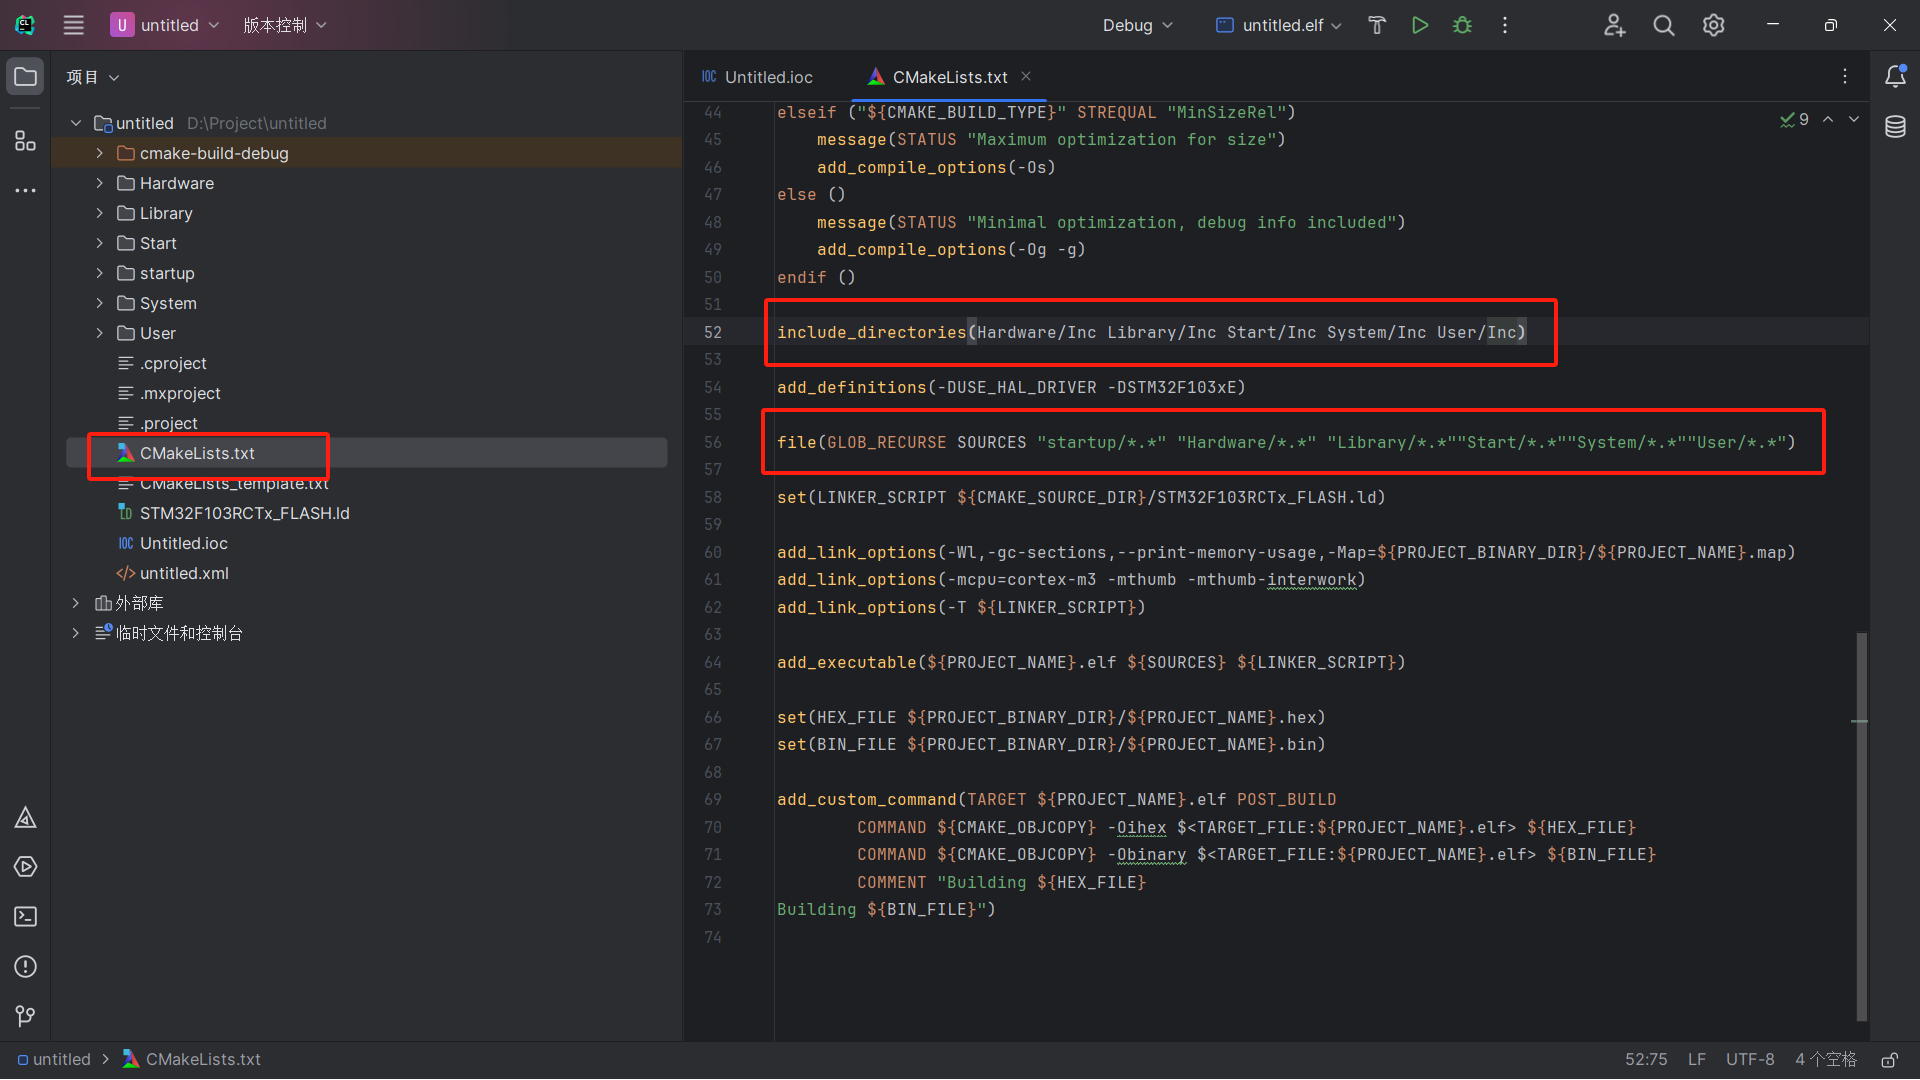 U untitled 版本控制 Debug untitled.elf
项目
untitled D:\Project\untitled
cmake-build-debug
Hardware
Library
Start
startup
System
User
.cproject
.mxproject
.project
CMakeLists.txt
CMakeLists_template.txt
STM32F103RCTx_FLASH.ld
IOC Untitled.ioc
untitled.xml
外部库
临时文件和控制台
IOC Untitled.ioc CMakeLists.txt
9
44 elseif ("${CMAKE_BUILD_TYPE}" STREQUAL "MinSizeRel")
45 message(STATUS "Maximum optimization for size")
46 add_compile_options(-Os)
47 else ()
48 message(STATUS "Minimal optimization, debug info included")
49 add_compile_options(-Og -g)
50 endif ()
51
52 include_directories(Hardware/Inc Library/Inc Start/Inc System/Inc User/Inc)
53
54 add_definitions(-DUSE_HAL_DRIVER -DSTM32F103xE)
55
56 file(GLOB_RECURSE SOURCES "startup/*.*" "Hardware/*.*" "Library/*.*""Start/*.*""System/*.*""User/*.*")
57
58 set(LINKER_SCRIPT ${CMAKE_SOURCE_DIR}/STM32F103RCTx_FLASH.ld)
59
60 add_link_options(-Wl,-gc-sections,--print-memory-usage,-Map=${PROJECT_BINARY_DIR}/${PROJECT_NAME}.map)
61 add_link_options(-mcpu=cortex-m3 -mthumb -mthumb-interwork)
62 add_link_options(-T ${LINKER_SCRIPT})
63
64 add_executable(${PROJECT_NAME}.elf ${SOURCES} ${LINKER_SCRIPT})
65
66 set(HEX_FILE ${PROJECT_BINARY_DIR}/${PROJECT_NAME}.hex)
67 set(BIN_FILE ${PROJECT_BINARY_DIR}/${PROJECT_NAME}.bin)
68
69 add_custom_command(TARGET ${PROJECT_NAME}.elf POST_BUILD
70 COMMAND ${CMAKE_OBJCOPY} -Oihex $<TARGET_FILE:${PROJECT_NAME}.elf> ${HEX_FILE}
71 COMMAND ${CMAKE_OBJCOPY} -Obinary $<TARGET_FILE:${PROJECT_NAME}.elf> ${BIN_FILE}
72 COMMENT "Building ${HEX_FILE}
73 Building ${BIN_FILE}")
74
untitled CMakeLists.txt 52:75 LF UTF-8 4 个空格